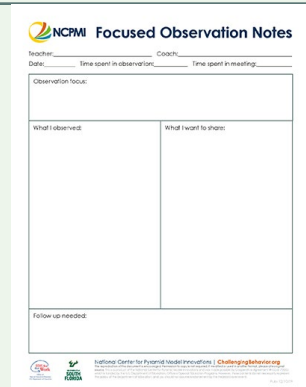 NCPMI Focused Observation Notes
Teacher: Coach:
Date: Time spent in observation: Time spent in meeting:
Observation focus:
What I observed: What I want to share:
Follow up needed:
National Center for Pyramid Model Innovations | ChallengingBehavior.org
SOUTH
FLORIDA